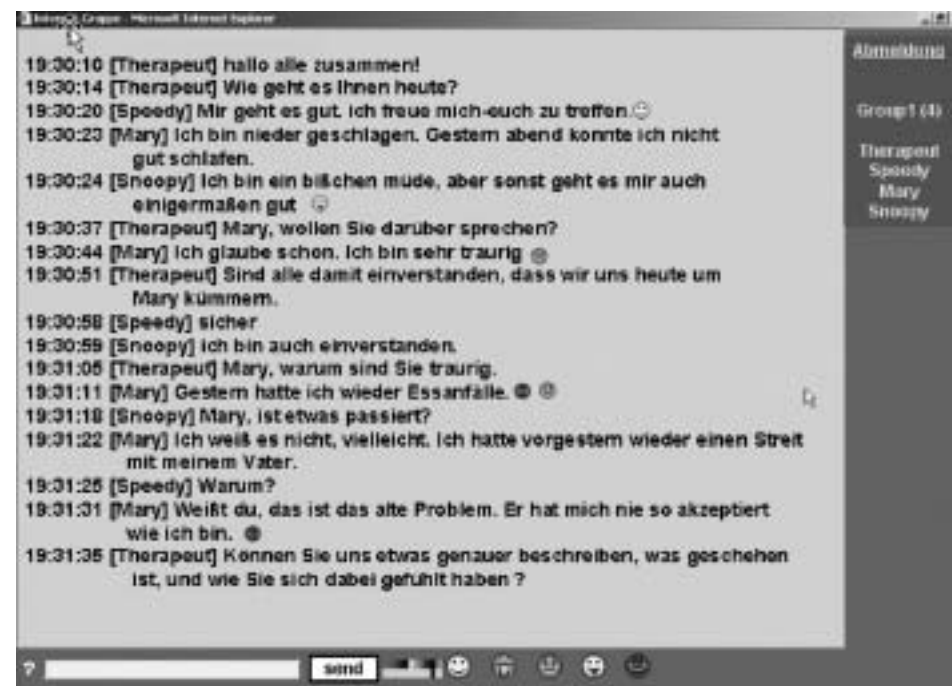 Gruppe - Microsoft Internet Explorer
19:30:10 [Therapeut] hallo alle zusammen!
19:30:14 [Therapeut] Wie geht es Ihnen heute?
19:30:20 [Speedy] Mir geht es gut. ich freue mich-euch zu treffen.
19:30:23 [Mary] Ich bin nieder geschlagen. Gestern abend konnte ich nicht
gut schlafen.
19:30:24 [Snoopy] Ich bin ein bißchen müde, aber sonst geht es mir auch
einigermaßen gut
19:30:37 [Therapeut] Mary, wollen Sie darüber sprechen?
19:30:44 [Mary] Ich glaube schon. Ich bin sehr traurig
19:30:51 [Therapeut] Sind alle damit einverstanden, dass wir uns heute um
Mary kümmern.
19:30:58 [Speedy] sicher
19:30:59 [Snoopy] ich bin auch einverstanden.
19:31:05 [Therapeut] Mary, warum sind Sie traurig.
19:31:11 [Mary] Gestern hatte ich wieder Essanfälle.
19:31:18 [Snoopy] Mary, ist etwas passiert?
19:31:22 [Mary] Ich weiß es nicht, vielleicht. Ich hatte vorgestern wieder einen Streit
mit meinem Vater.
19:31:25 [Speedy] Warum?
19:31:31 [Mary] Weißt du, das ist das alte Problem. Er hat mich nie so akzeptiert
wie ich bin.
19:31:35 [Therapeut] Können Sie uns etwas genauer beschreiben, was geschehen
ist, und wie Sie sich dabei gefühlt haben ?
Abmeldung
Group1 (4)
Therapeut
Speedy
Mary
Snoopy
? send